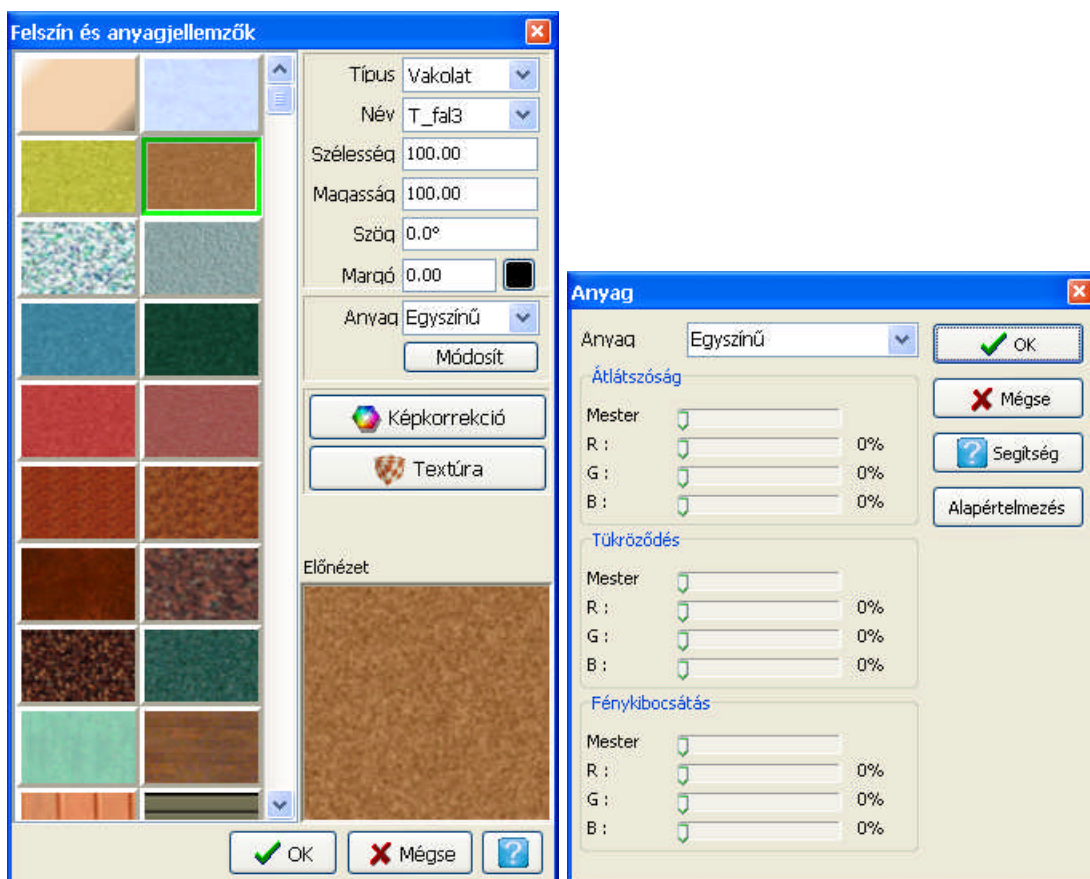 Felszín és anyagjellemzők
Típus Vakolat
Név T_fal3
Szélesség 100.00
Magasság 100.00
Szög 0.0°
Margó 0.00
Anyag Egyszínű
Módosít
Képkorrekció
Textúra
Előnézet
OK Mégse ?
Anyag
Anyag Egyszínű
OK
Mégse
Segítség
Alapértelmezés
Átlátszóság
Mester
R : 0%
G : 0%
B : 0%
Tükröződés
Mester
R : 0%
G : 0%
B : 0%
Fénykibocsátás
Mester
R : 0%
G : 0%
B : 0%